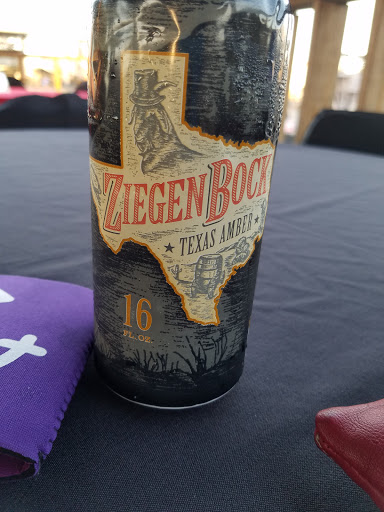 ZIEGENBOCK
★ TEXAS AMBER ★
16
FL. OZ.